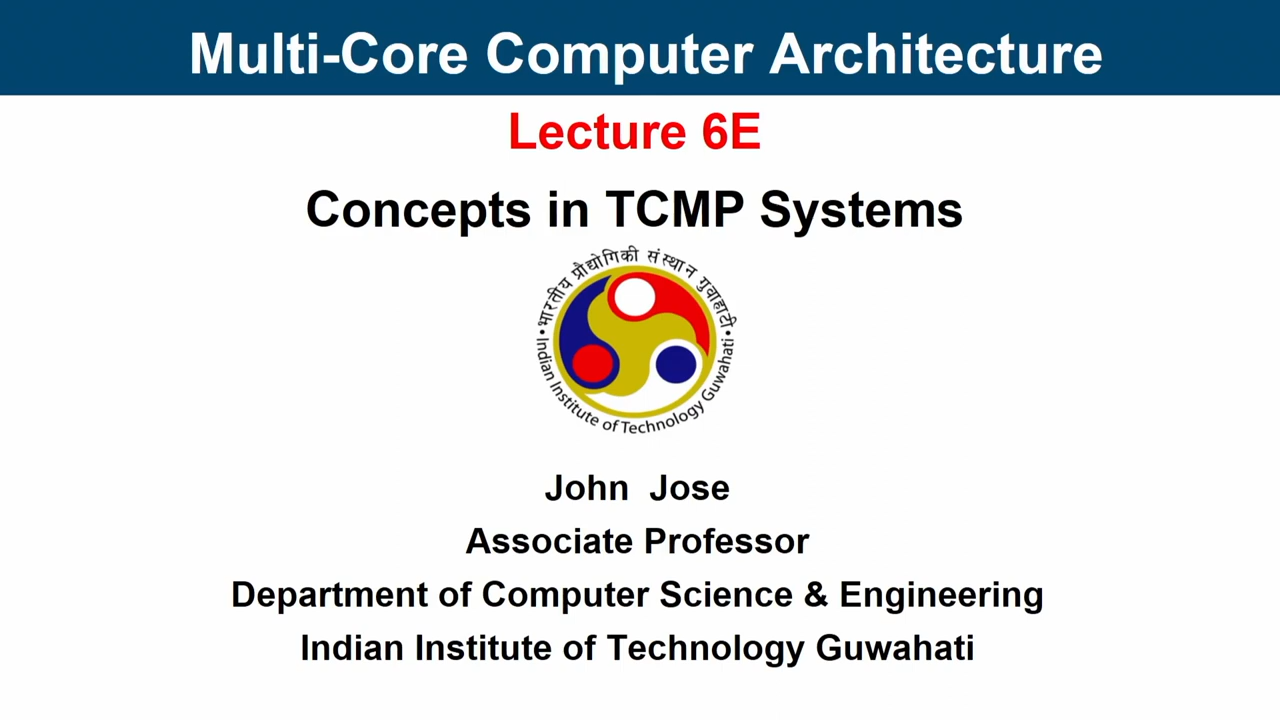 Multi-Core Computer Architecture
Lecture 6E
Concepts in TCMP Systems
भारतीय प्रौद्योगिकी संस्थान गुवाहाटी
Indian Institute of Technology Guwahati
John Jose
Associate Professor
Department of Computer Science & Engineering
Indian Institute of Technology Guwahati